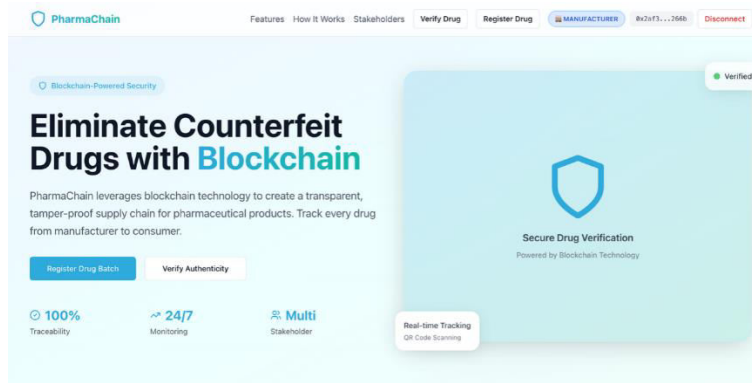 PharmaChain
Features How It Works Stakeholders Verify Drug Register Drug MANUFACTURER 0x2af3...266b Disconnect
Verified
Blockchain-Powered Security
Eliminate Counterfeit
Drugs with Blockchain
PharmaChain leverages blockchain technology to create a transparent,
tamper-proof supply chain for pharmaceutical products. Track every drug
from manufacturer to consumer.
Register Drug Batch Verify Authenticity
100% 24/7 Multi
Traceability Monitoring Stakeholder
Secure Drug Verification
Powered by Blockchain Technology
Real-time Tracking
QR Code Scanning